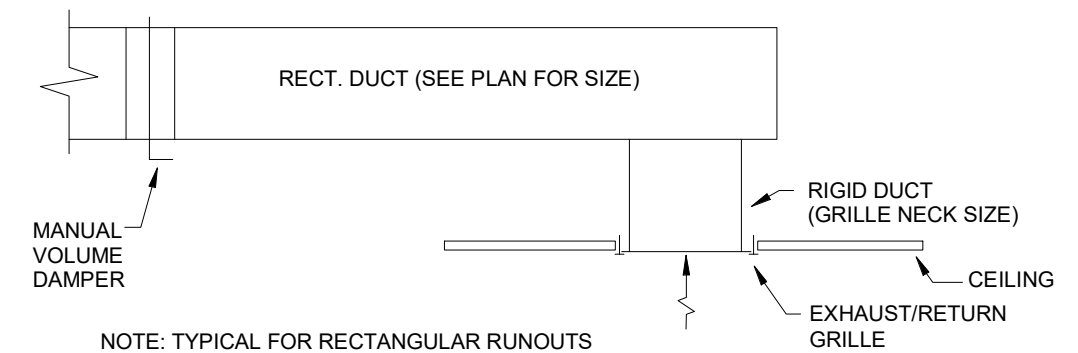 RECT. DUCT (SEE PLAN FOR SIZE)
MANUAL
VOLUME
DAMPER
RIGID DUCT
(GRILLE NECK SIZE)
CEILING
EXHAUST/RETURN
GRILLE
NOTE: TYPICAL FOR RECTANGULAR RUNOUTS